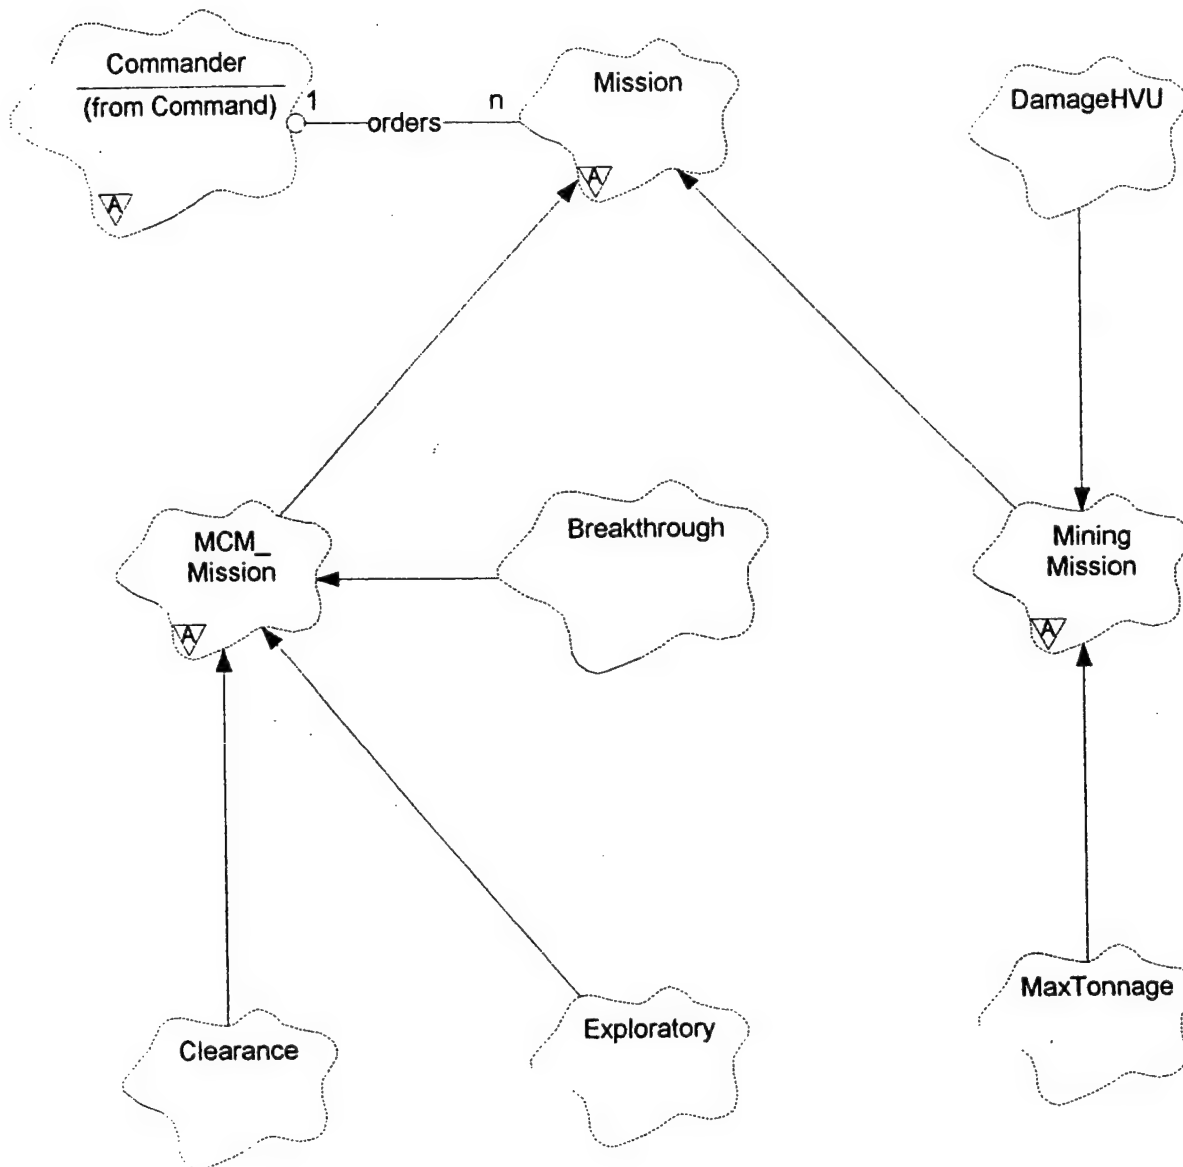 Commander
(from Command)
A
1
orders
n
Mission
A
DamageHVU
MCM_
Mission
A
Breakthrough
Mining
Mission
A
Clearance
Exploratory
MaxTonnage